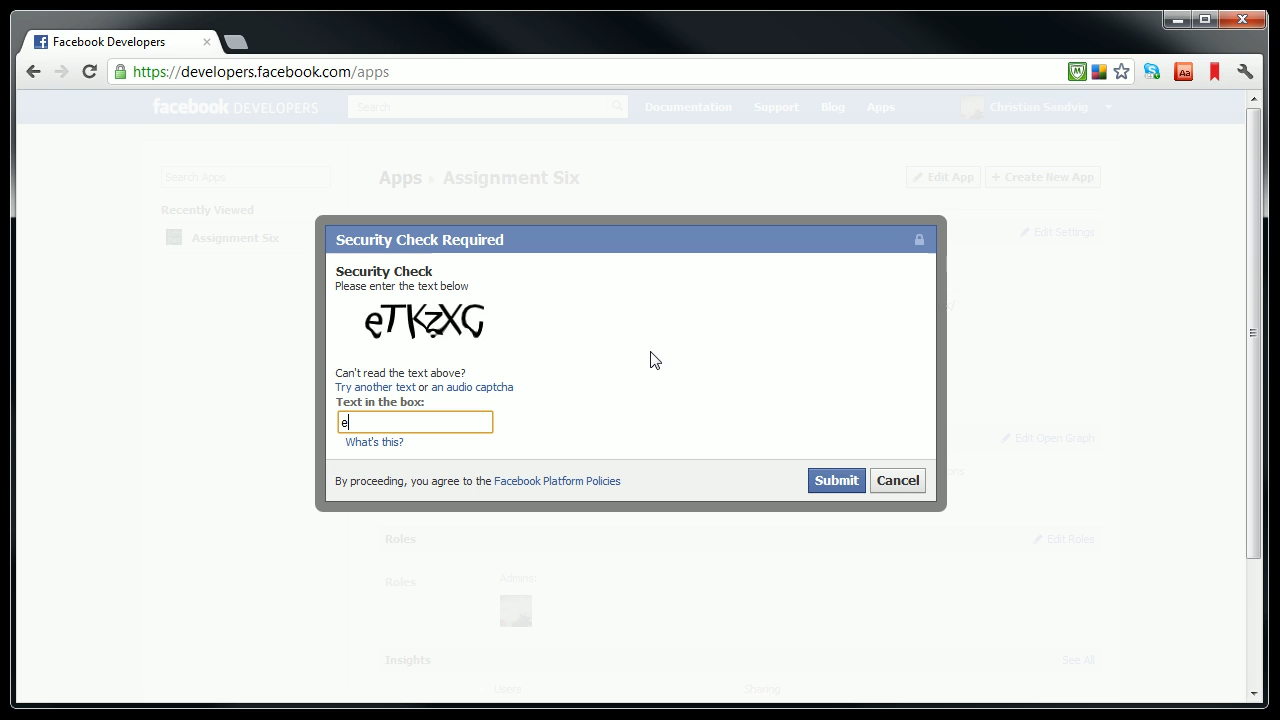 Facebook Developers
https://developers.facebook.com/apps
facebook DEVELOPERS
Search
Documentation
Support
Blog
Apps
Christian Sandvig
Search Apps
Apps ▸ Assignment Six
Edit App
+ Create New App
Recently Viewed
Assignment Six
Edit Settings
Security Check Required
Security Check
Please enter the text below
Can't read the text above?
Try another text or an audio captcha
Text in the box:
e
What's this?
Edit Open Graph
By proceeding, you agree to the Facebook Platform Policies
Submit
Cancel
Roles
Edit Roles
Roles
Admins:
Insights
See All
Users
Sharing